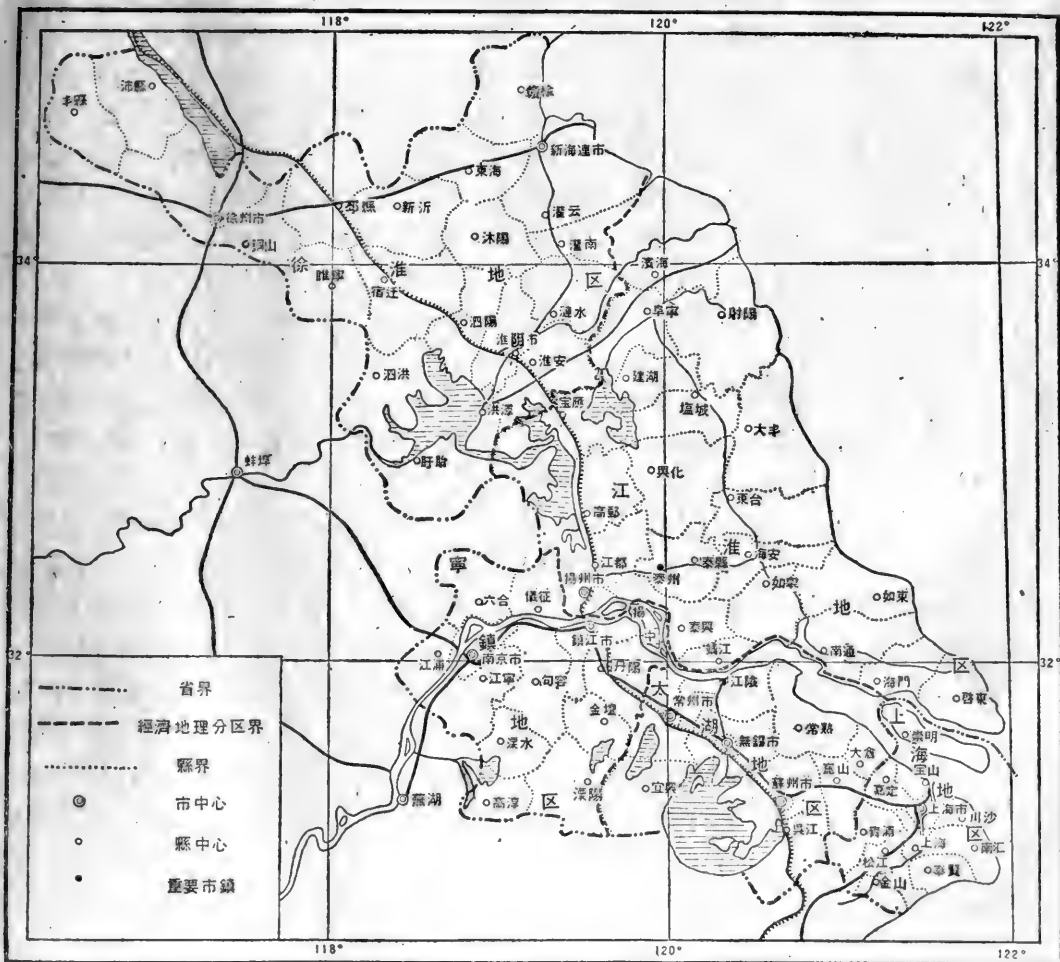 118°
120°
122°
沛縣
丰縣
贛榆
新海連市
東海
徐州市
邳縣
新沂
灌云
銅山
沭陽
灌南
34°
34°
徐
淮
地
区
睢寧
宿迁
濱海
泗陽
漣水
阜寧
射陽
淮阴市
淮安
泗洪
建湖
洪澤
宝应
塩城
大丰
蚌埠
盱眙
興化
江
東台
高郵
淮
海安
寧
江都
泰州
泰縣
揚州市
如皋
六合
儀征
地
如東
揚
鎮江市
泰興
鎮
中
南通
32°
32°
江浦
南京市
丹陽
靖江
区
江寧
句容
太
江陰
海門
啓東
常州市
上
地
金壇
湖
常熟
崇明
溧水
無錫市
太倉
海
地
崑山
宝山
蕪湖
高淳
区
溧陽
宜興
蘇州市
嘉定
地
上海市
川沙
区
吳江
青浦
区
上海
南汇
松江
奉賢
金山
省界
經濟地理分区界
縣界
市中心
縣中心
重要市鎮
118°
120°
122°